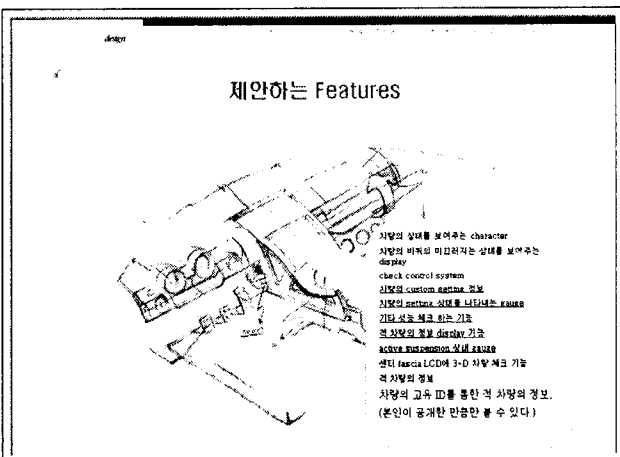 design
제안하는 Features
차량의 상태를 보여주는 character
차량의 바퀴의 미끄러지는 상태를 보여주는
display
check control system
차량의 custom setting 정보
차량의 setting 상태를 나타내는 gauge
기타 성능 체크 하는 기능
적 차량의 정보 display 기능
active suspension 상태 gauge
센터 fascia LCD에 3-D 차량 체크 기능
적 차량의 정보
차량의 고유 ID를 통한 적 차량의 정보.
(본인이 공개한 만큼만 볼 수 있다.)